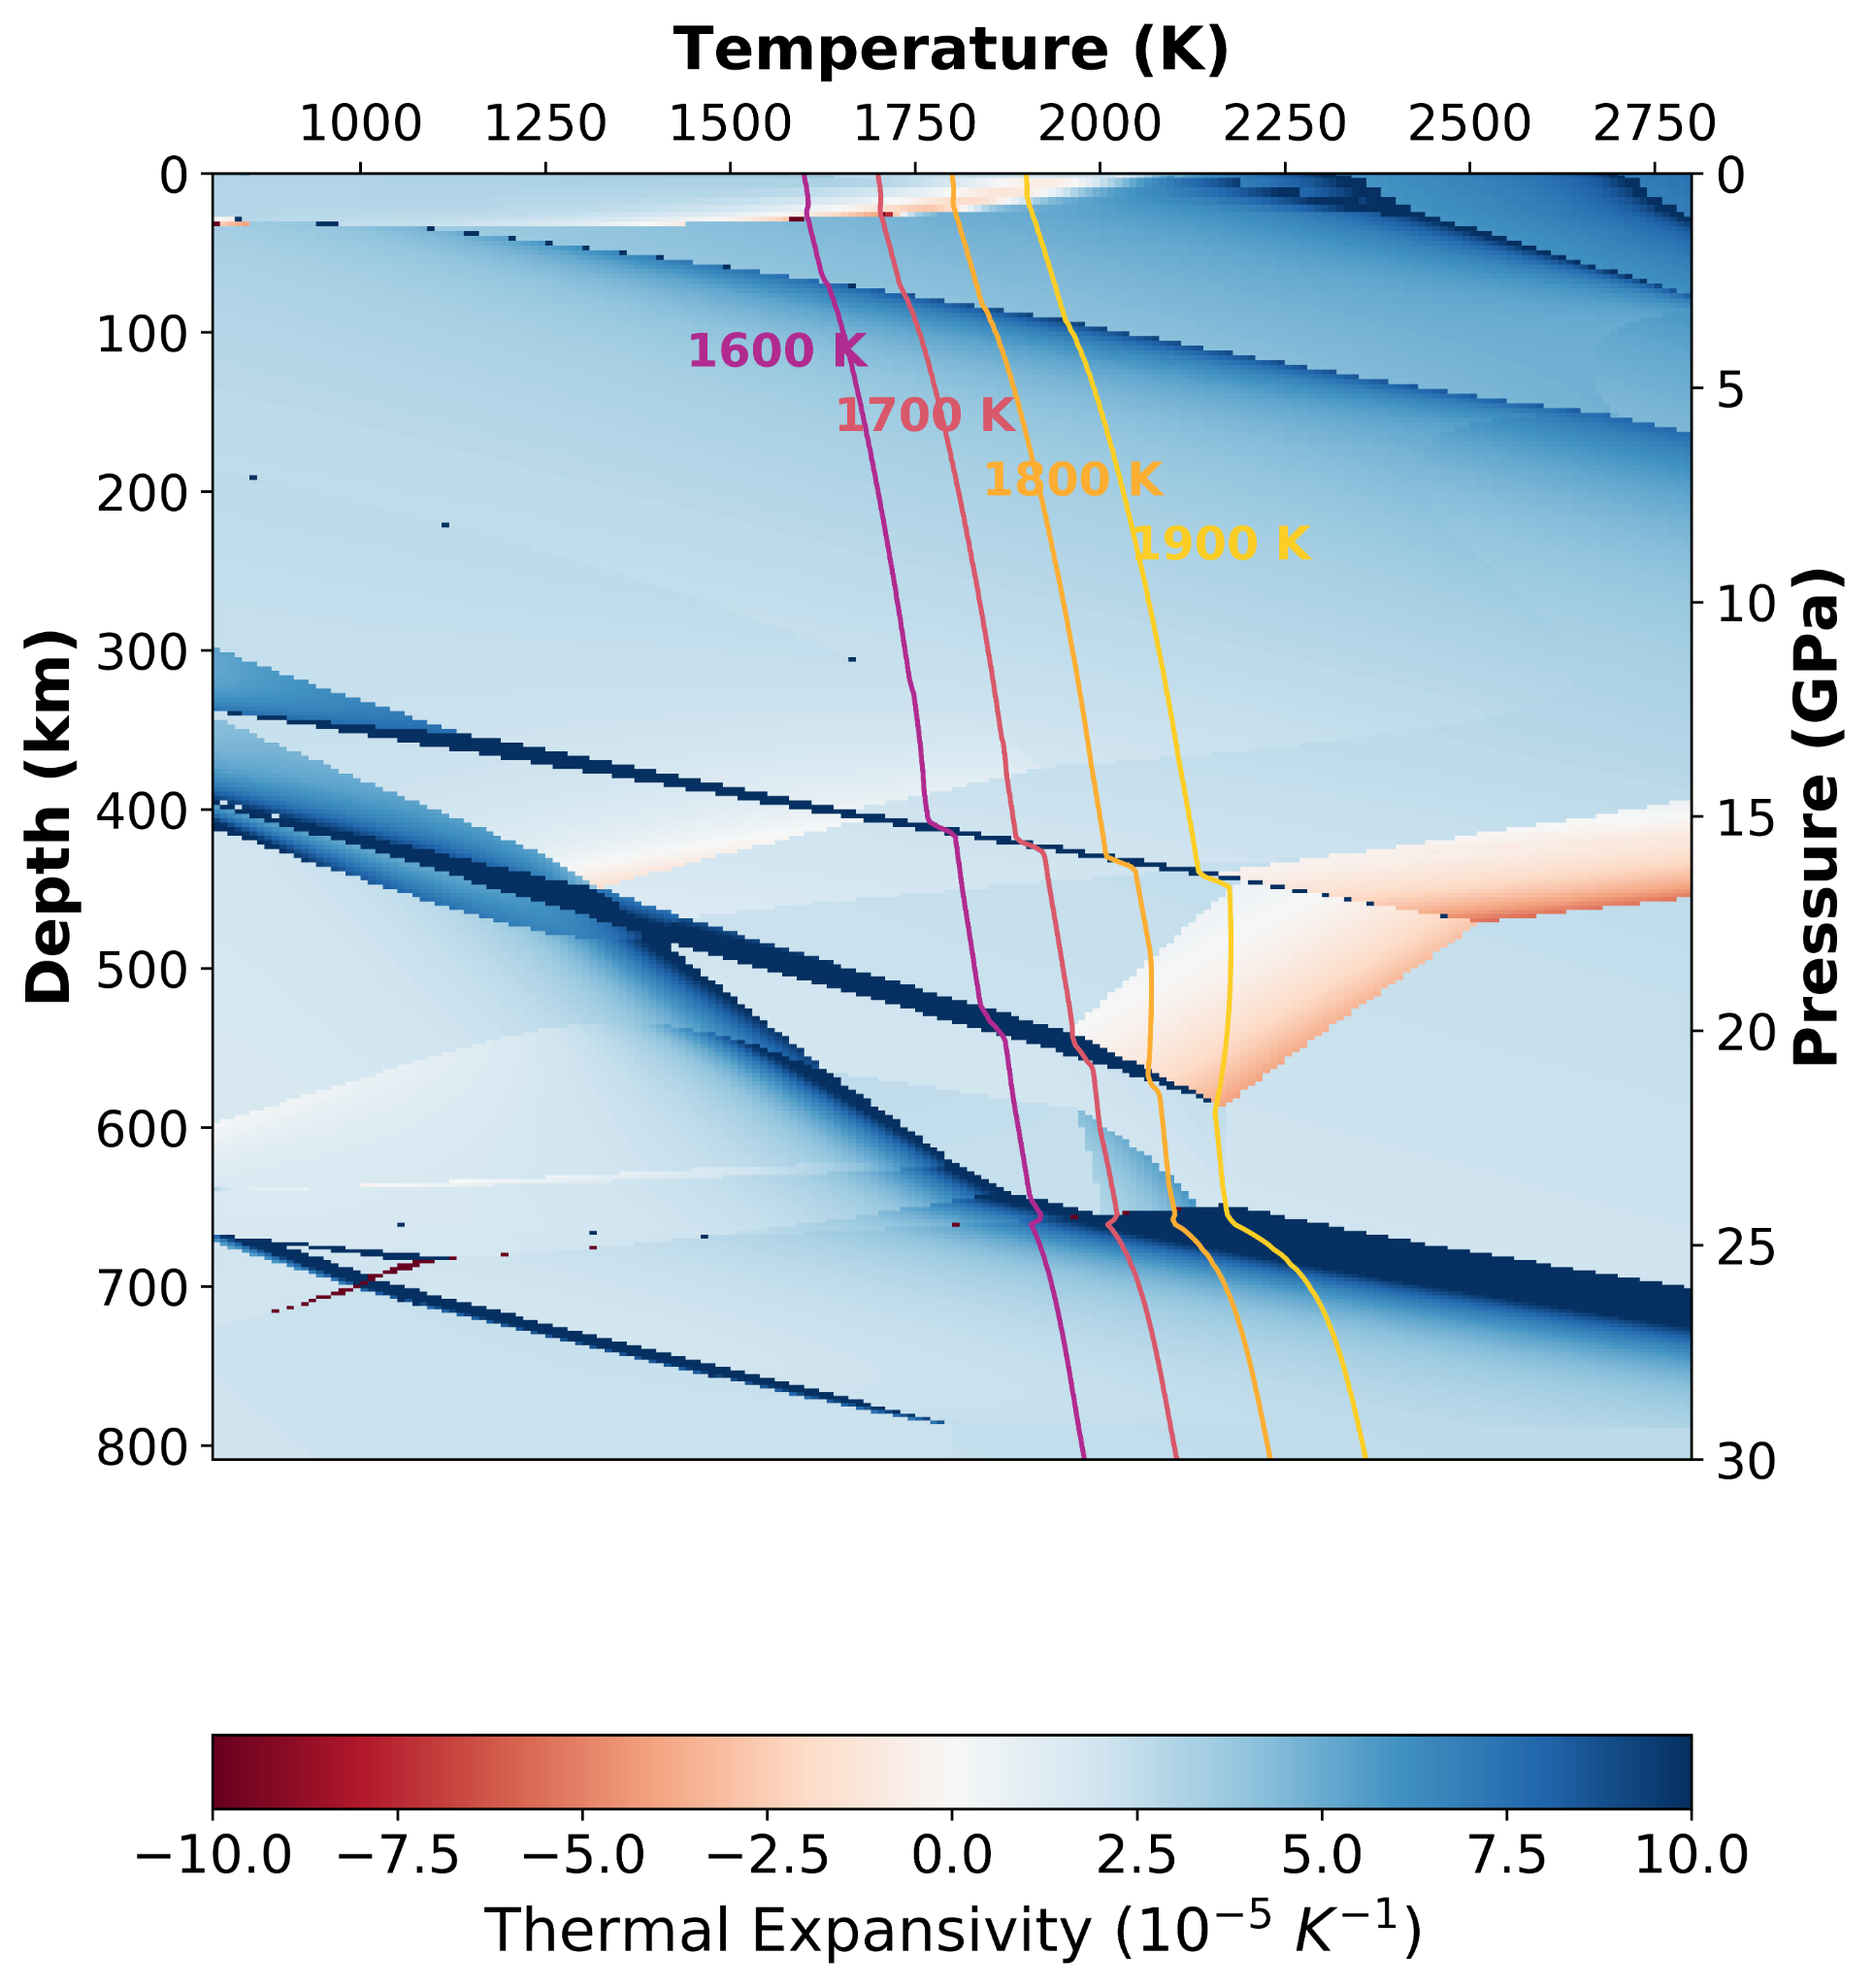 Temperature (K)
1000 1250 1500 1750 2000 2250 2500 2750
0
100
200
300
400
500
600
700
800
Depth (km)
1600 K
1700 K
1800 K
1900 K
0
5
10
15
20
25
30
Pressure (GPa)
−10.0 −7.5 −5.0 −2.5 0.0 2.5 5.0 7.5 10.0
Thermal Expansivity (10⁻⁵ K⁻¹)